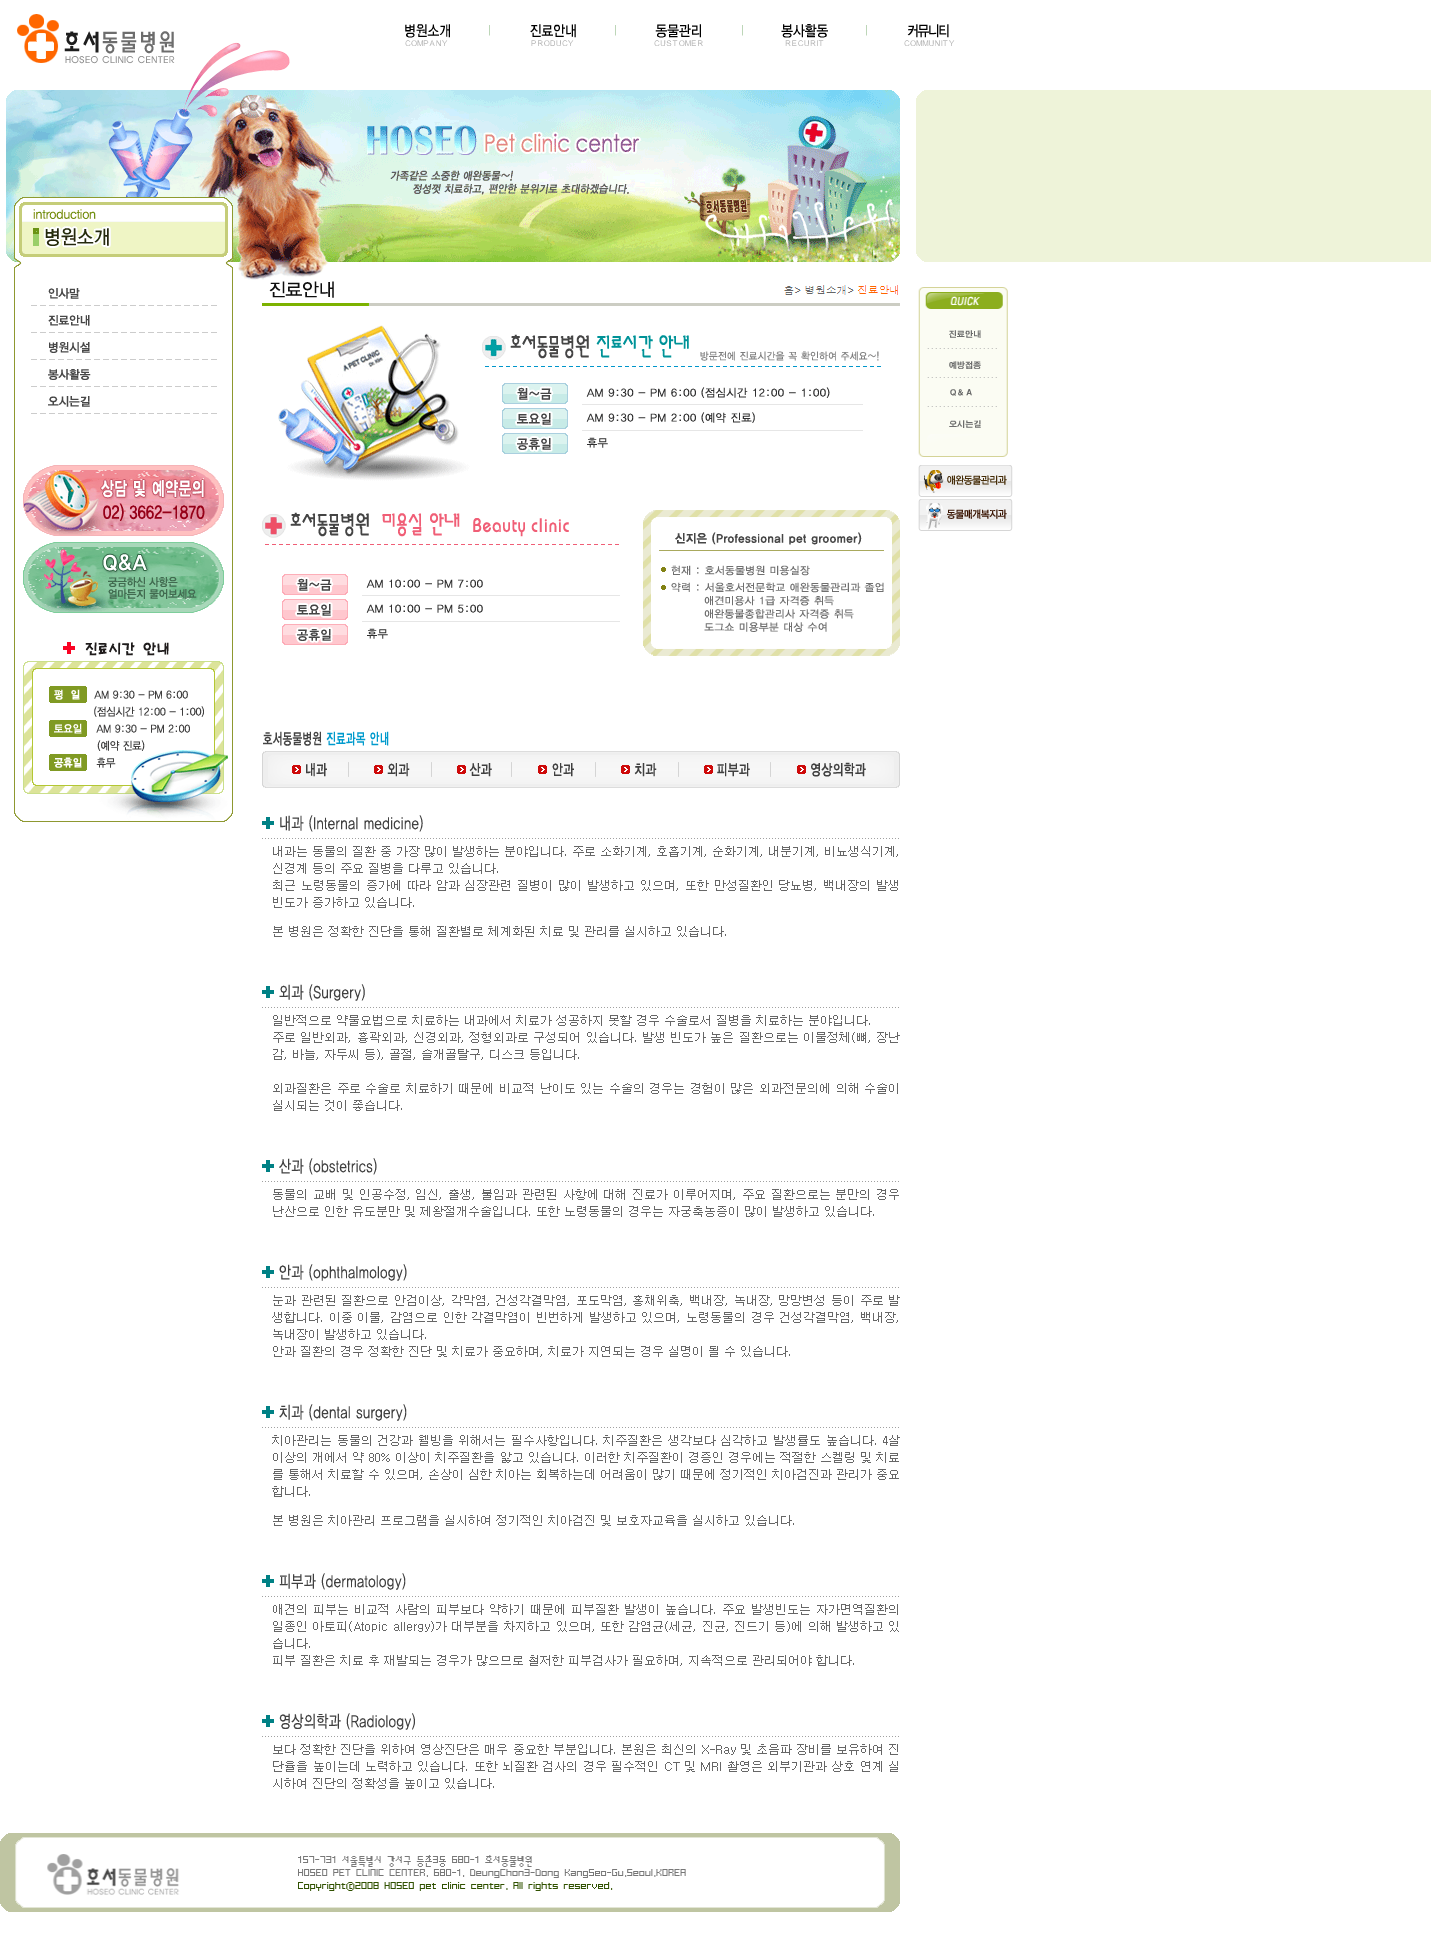 호서동물병원
HOSEO CLINIC CENTER
병원소개
COMPANY
진료안내
PRODUCY
동물관리
CUSTOMER
봉사활동
RECURIT
커뮤니티
COMMUNITY
HOSEO Pet clinic center
가족같은 소중한 애완동물~!
정성껏 치료하고, 편안한 분위기로 초대하겠습니다.
호서동물병원
introduction
병원소개
인사말
진료안내
병원시설
봉사활동
오시는길
상담 및 예약문의
02) 3662-1870
Q&A
궁금하신 사항은
얼마든지 물어보세요
진료시간 안내
평 일 AM 9:30 - PM 6:00
(점심시간 12:00 - 1:00)
토요일 AM 9:30 - PM 2:00
(예약 진료)
공휴일 휴무
진료안내
홈> 병원소개> 진료안내
A PET CLINIC
호서동물병원 진료시간 안내 방문전에 진료시간을 꼭 확인하여 주세요~!
월~금 AM 9:30 - PM 6:00 (점심시간 12:00 - 1:00)
토요일 AM 9:30 - PM 2:00 (예약 진료)
공휴일 휴무
호서동물병원 미용실 안내 Beauty clinic
월~금 AM 10:00 - PM 7:00
토요일 AM 10:00 - PM 5:00
공휴일 휴무
신지은 (Professional pet groomer)
현재 : 호서동물병원 미용실장
약력 : 서울호서전문학교 애완동물관리과 졸업
애견미용사 1급 자격증 취득
애완동물종합관리사 자격증 취득
도그쇼 미용부분 대상 수여
QUICK
진료안내
예방접종
Q & A
오시는길
애완동물관리과
동물매개복지과
호서동물병원 진료과목 안내
내과 외과 산과 안과 치과 피부과 영상의학과
내과 (Internal medicine)
내과는 동물의 질환 중 가장 많이 발생하는 분야입니다. 주로 소화기계, 호흡기계, 순화기계, 내분기계, 비뇨생식기계,
신경계 등의 주요 질병을 다루고 있습니다.
최근 노령동물의 증가에 따라 암과 심장관련 질병이 많이 발생하고 있으며, 또한 만성질환인 당뇨병, 백내장의 발생
빈도가 증가하고 있습니다.
본 병원은 정확한 진단을 통해 질환별로 체계화된 치료 및 관리를 실시하고 있습니다.
외과 (Surgery)
일반적으로 약물요법으로 치료하는 내과에서 치료가 성공하지 못할 경우 수술로서 질병을 치료하는 분야입니다.
주로 일반외과, 흉곽외과, 신경외과, 정형외과로 구성되어 있습니다. 발생 빈도가 높은 질환으로는 이물정체(뼈, 장난
감, 바늘, 자두씨 등), 골절, 슬개골탈구, 디스크 등입니다.
외과질환은 주로 수술로 치료하기 때문에 비교적 난이도 있는 수술의 경우는 경험이 많은 외과전문의에 의해 수술이
실시되는 것이 좋습니다.
산과 (obstetrics)
동물의 교배 및 인공수정, 임신, 출생, 불임과 관련된 사항에 대해 진료가 이루어지며, 주요 질환으로는 분만의 경우
난산으로 인한 유도분만 및 제왕절개수술입니다. 또한 노령동물의 경우는 자궁축농증이 많이 발생하고 있습니다.
안과 (ophthalmology)
눈과 관련된 질환으로 안검이상, 각막염, 건성각결막염, 포도막염, 홍채위축, 백내장, 녹내장, 망망변성 등이 주로 발
생합니다. 이중 이물, 감염으로 인한 각결막염이 빈번하게 발생하고 있으며, 노령동물의 경우 건성각결막염, 백내장,
녹내장이 발생하고 있습니다.
안과 질환의 경우 정확한 진단 및 치료가 중요하며, 치료가 지연되는 경우 실명이 될 수 있습니다.
치과 (dental surgery)
치아관리는 동물의 건강과 웰빙을 위해서는 필수사항입니다. 치주질환은 생각보다 심각하고 발생률도 높습니다. 4살
이상의 개에서 약 80% 이상이 치주질환을 앓고 있습니다. 이러한 치주질환이 경증인 경우에는 적절한 스켈링 및 치료
를 통해서 치료할 수 있으며, 손상이 심한 치아는 회복하는데 어려움이 많기 때문에 정기적인 치아검진과 관리가 중요
합니다.
본 병원은 치아관리 프로그램을 실시하여 정기적인 치아검진 및 보호자교육을 실시하고 있습니다.
피부과 (dermatology)
애견의 피부는 비교적 사람의 피부보다 약하기 때문에 피부질환 발생이 높습니다. 주요 발생빈도는 자가면역질환의
일종인 아토피(Atopic allergy)가 대부분을 차지하고 있으며, 또한 감염균(세균, 진균, 진드기 등)에 의해 발생하고 있
습니다.
피부 질환은 치료 후 재발되는 경우가 많으므로 철저한 피부검사가 필요하며, 지속적으로 관리되어야 합니다.
영상의학과 (Radiology)
보다 정확한 진단을 위하여 영상진단은 매우 중요한 부분입니다. 본원은 최신의 X-Ray 및 초음파 장비를 보유하여 진
단율을 높이는데 노력하고 있습니다. 또한 뇌질환 검사의 경우 필수적인 CT 및 MRI 촬영은 외부기관과 상호 연계 실
시하여 진단의 정확성을 높이고 있습니다.
호서동물병원
HOSEO CLINIC CENTER
157-731 서울특별시 강서구 등촌3동 680-1 호서동물병원
HOSEO PET CLINIC CENTER, 680-1, DeungChon3-Dong KangSeo-Gu,Seoul,KOREA
Copyright@2008 HOSEO pet clinic center, All rights reserved.